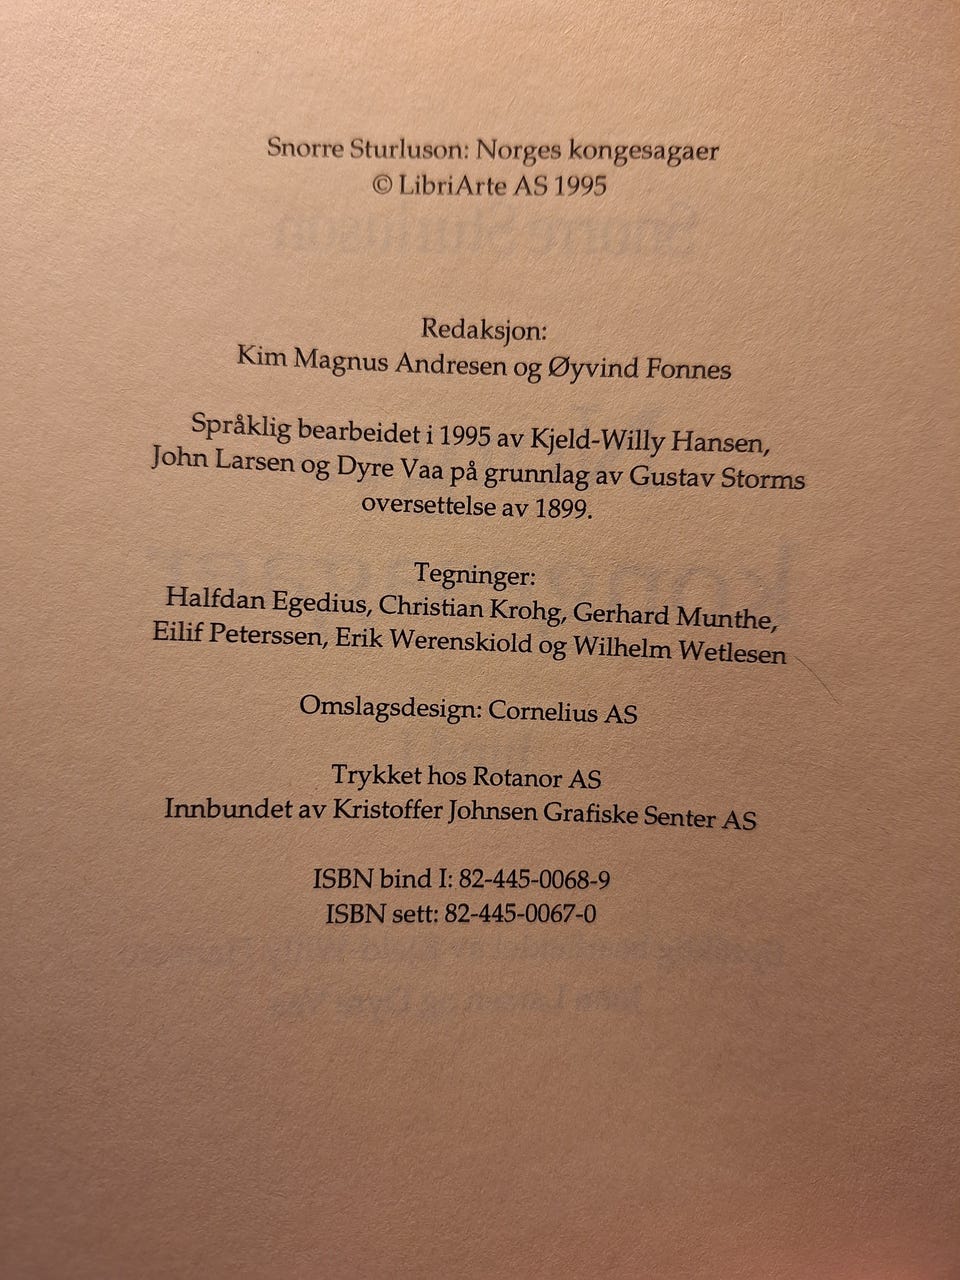 Snorre Sturluson: Norges kongesagaer
© LibriArte AS 1995
Redaksjon:
Kim Magnus Andresen og Øyvind Fonnes
Språklig bearbeidet i 1995 av Kjeld-Willy Hansen,
John Larsen og Dyre Vaa på grunnlag av Gustav Storms
oversettelse av 1899.
Tegninger:
Halfdan Egedius, Christian Krohg, Gerhard Munthe,
Eilif Peterssen, Erik Werenskiold og Wilhelm Wetlesen
Omslagsdesign: Cornelius AS
Trykket hos Rotanor AS
Innbundet av Kristoffer Johnsen Grafiske Senter AS
ISBN bind I: 82-445-0068-9
ISBN sett: 82-445-0067-0